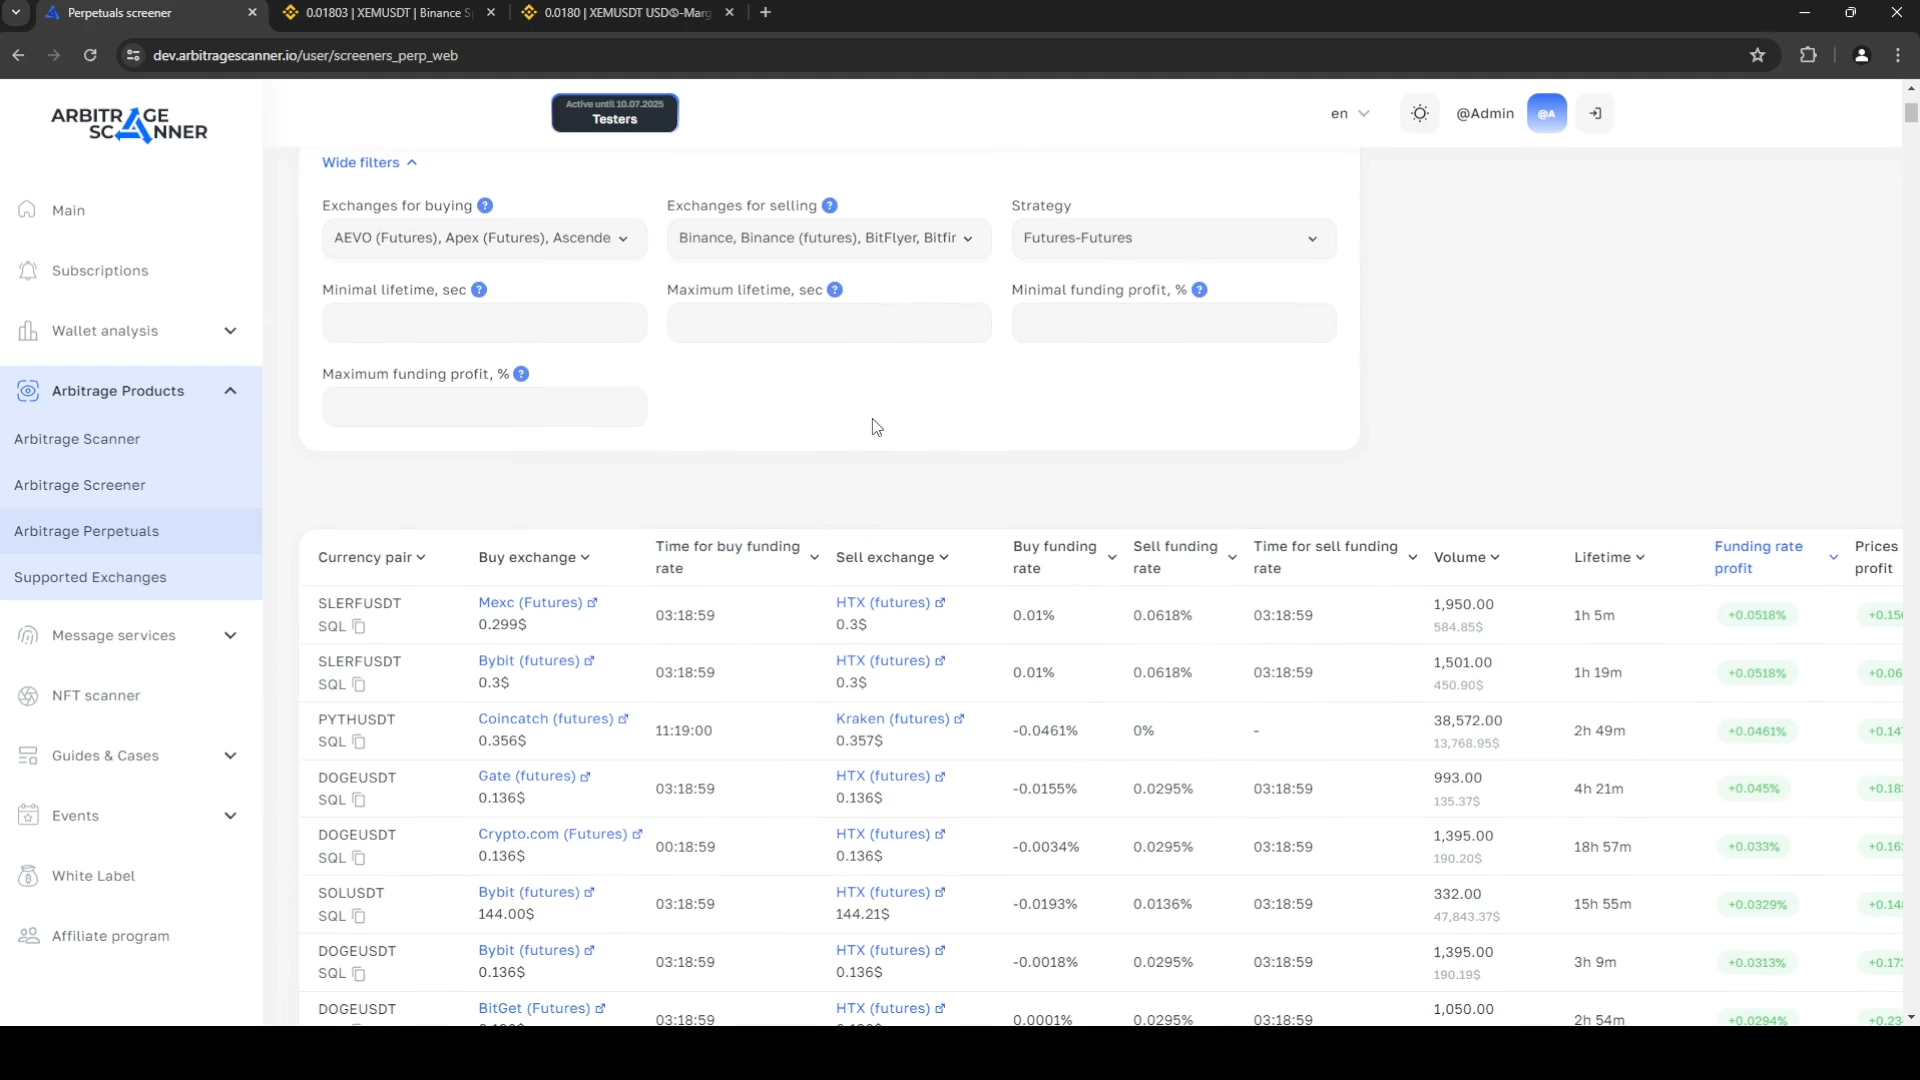 Perpetuals screener
0.01803 | XEMUSDT | Binance S
0.0180 | XEMUSDT USD©-Marg
dev.arbitragescanner.io/user/screeners_perp_web
ARBITRAGE
SCANNER
Active until 10.07.2025
Testers
en
@Admin
@A
Main
Subscriptions
Wallet analysis
Arbitrage Products
Arbitrage Scanner
Arbitrage Screener
Arbitrage Perpetuals
Supported Exchanges
Message services
NFT scanner
Guides & Cases
Events
White Label
Affiliate program
Wide filters
Exchanges for buying ?
Exchanges for selling ?
Strategy
AEVO (Futures), Apex (Futures), Ascende
Binance, Binance (futures), BitFlyer, Bitfir
Futures-Futures
Minimal lifetime, sec ?
Maximum lifetime, sec ?
Minimal funding profit, % ?
Maximum funding profit, % ?
Currency pair
Buy exchange
Time for buy funding
rate
Sell exchange
Buy funding
rate
Sell funding
rate
Time for sell funding
rate
Volume
Lifetime
Funding rate
profit
Prices
profit
SLERFUSDT Mexc (Futures) 03:18:59 HTX (futures) 0.01% 0.0618% 03:18:59 1,950.00 1h 5m +0.0518% +0.15
SQL 0.299$ 0.3$ 584.85$
SLERFUSDT Bybit (futures) 03:18:59 HTX (futures) 0.01% 0.0618% 03:18:59 1,501.00 1h 19m +0.0518% +0.06
SQL 0.3$ 0.3$ 450.90$
PYTHUSDT Coincatch (futures) 11:19:00 Kraken (futures) -0.0461% 0% - 38,572.00 2h 49m +0.0461% +0.14
SQL 0.356$ 0.357$ 13,768.95$
DOGEUSDT Gate (futures) 03:18:59 HTX (futures) -0.0155% 0.0295% 03:18:59 993.00 4h 21m +0.045% +0.18
SQL 0.136$ 0.136$ 135.37$
DOGEUSDT Crypto.com (Futures) 00:18:59 HTX (futures) -0.0034% 0.0295% 03:18:59 1,395.00 18h 57m +0.033% +0.16
SQL 0.136$ 0.136$ 190.20$
SOLUSDT Bybit (futures) 03:18:59 HTX (futures) -0.0193% 0.0136% 03:18:59 332.00 15h 55m +0.0329% +0.14
SQL 144.00$ 144.21$ 47,843.37$
DOGEUSDT Bybit (futures) 03:18:59 HTX (futures) -0.0018% 0.0295% 03:18:59 1,395.00 3h 9m +0.0313% +0.17
SQL 0.136$ 0.136$ 190.19$
DOGEUSDT BitGet (Futures) 03:18:59 HTX (futures) 0.0001% 0.0295% 03:18:59 1,050.00 2h 54m +0.0294% +0.23